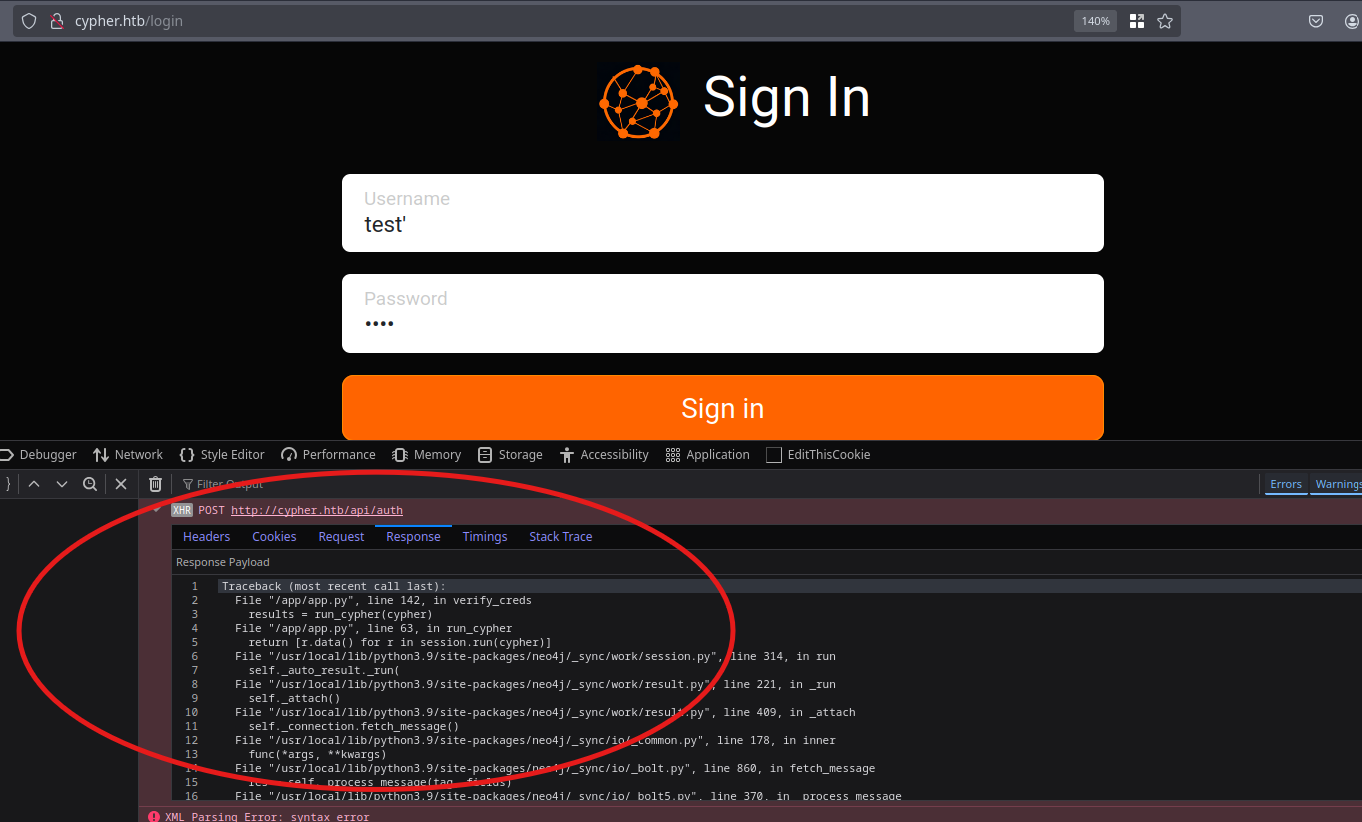 cypher.htb/login
140%
Sign In
Username
test'
Password
••••
Sign in
Debugger Network Style Editor Performance Memory Storage Accessibility Application EditThisCookie
Filter Output
Errors Warnings
XHR POST http://cypher.htb/api/auth
Headers Cookies Request Response Timings Stack Trace
Response Payload
1 Traceback (most recent call last):
2 File "/app/app.py", line 142, in verify_creds
3 results = run_cypher(cypher)
4 File "/app/app.py", line 63, in run_cypher
5 return [r.data() for r in session.run(cypher)]
6 File "/usr/local/lib/python3.9/site-packages/neo4j/_sync/work/session.py", line 314, in run
7 self._auto_result._run(
8 File "/usr/local/lib/python3.9/site-packages/neo4j/_sync/work/result.py", line 221, in _run
9 self._attach()
10 File "/usr/local/lib/python3.9/site-packages/neo4j/_sync/work/result.py", line 409, in _attach
11 self._connection.fetch_message()
12 File "/usr/local/lib/python3.9/site-packages/neo4j/_sync/io/_common.py", line 178, in inner
13 func(*args, **kwargs)
14 File "/usr/local/lib/python3.9/site-packages/neo4j/_sync/io/_bolt.py", line 860, in fetch_message
15 self._process_message(tag, fields)
16 File "/usr/local/lib/python3.9/site-packages/neo4j/_sync/io/_bolt5.py", line 370, in _process_message
XML Parsing Error: syntax error